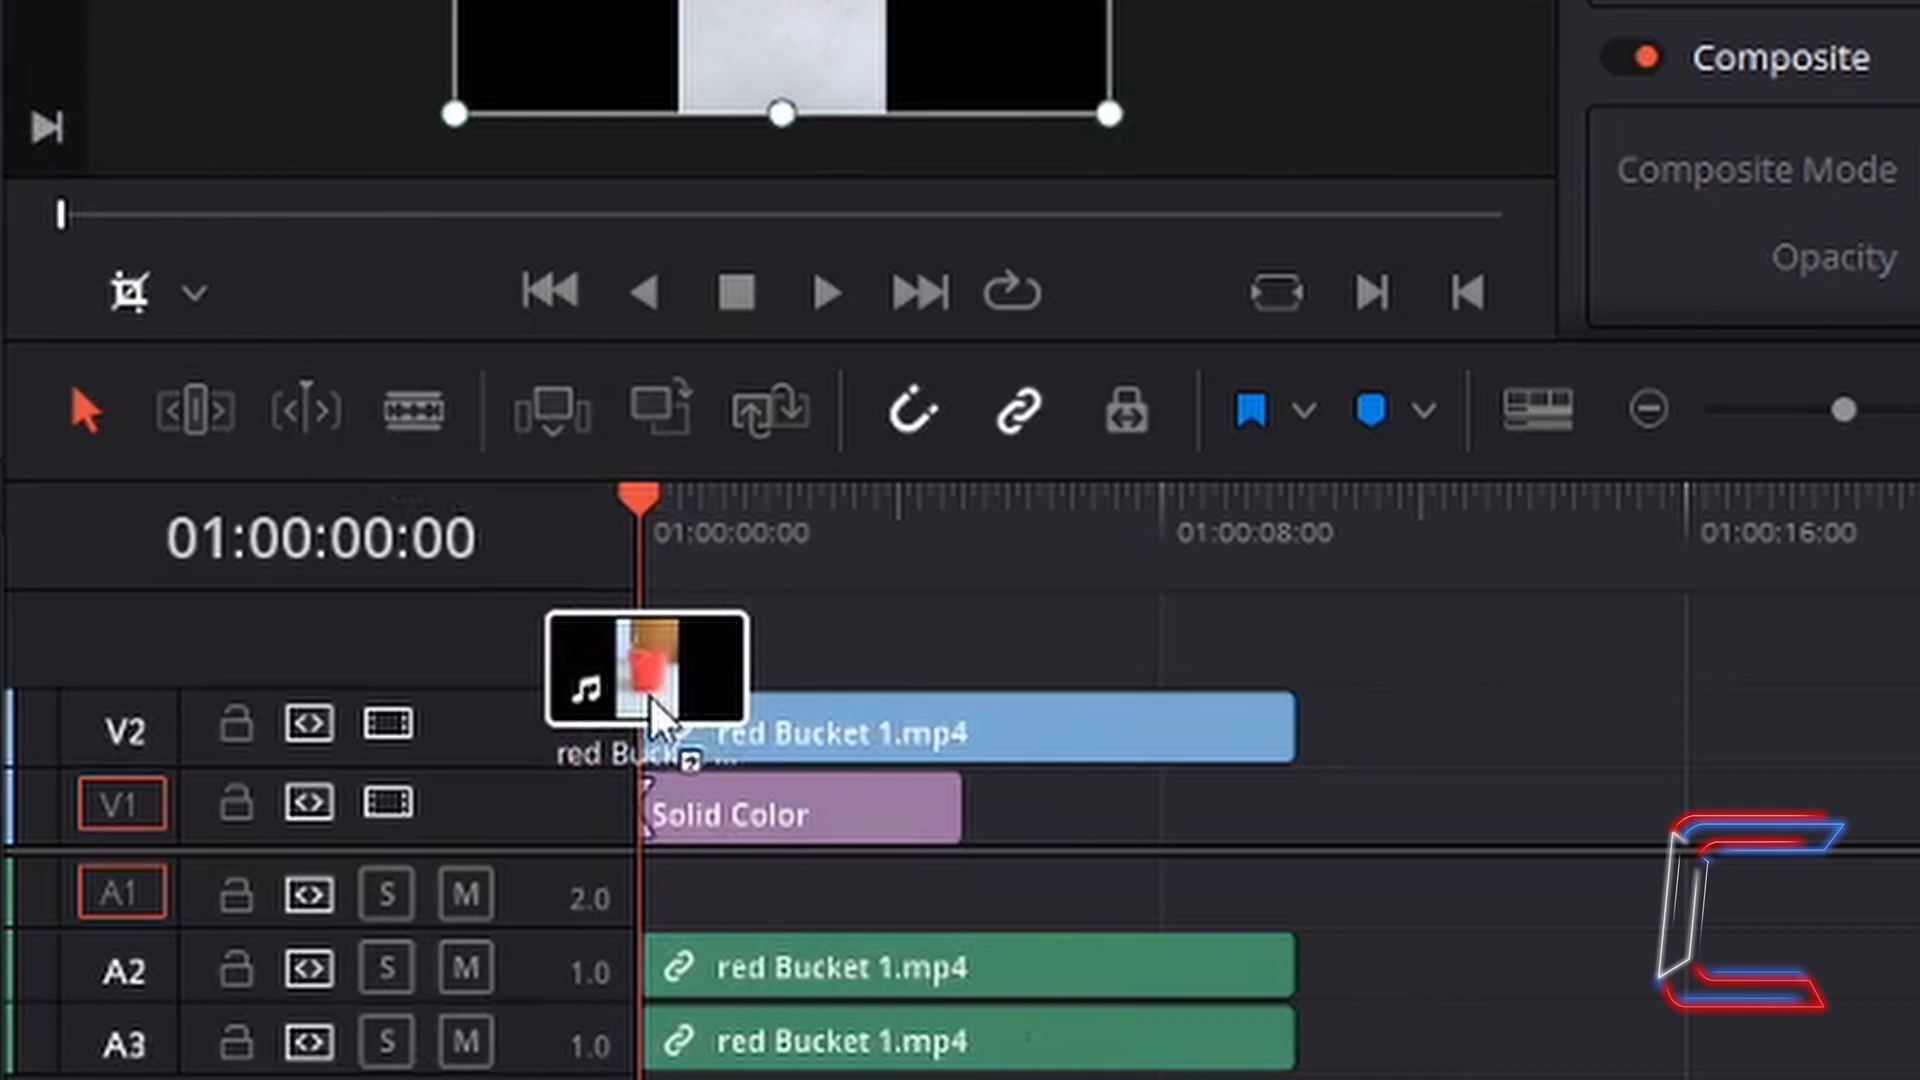 Composite
Composite Mode
Opacity
01:00:00:00
01:00:00:00
01:00:08:00
01:00:16:00
V2
red Bucket 1.mp4
red
V1
Solid Color
A1
S
M
2.0
A2
S
M
1.0
red Bucket 1.mp4
A3
S
M
1.0
red Bucket 1.mp4